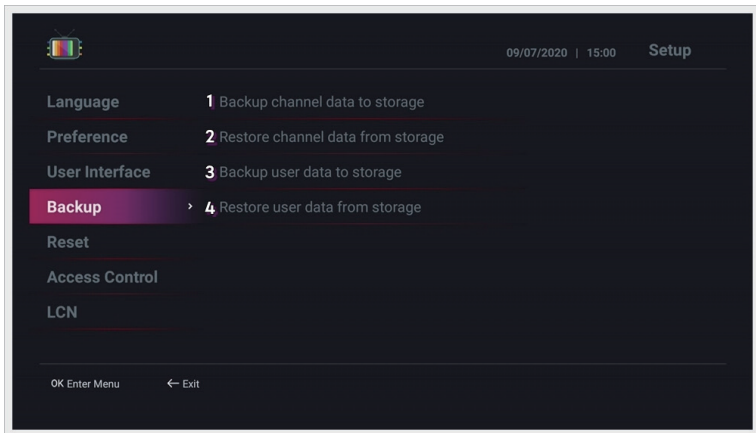 09/07/2020 | 15:00 Setup
Language
Preference
User Interface
Backup ›
Reset
Access Control
LCN
1 Backup channel data to storage
2 Restore channel data from storage
3 Backup user data to storage
4 Restore user data from storage
OK Enter Menu
← Exit